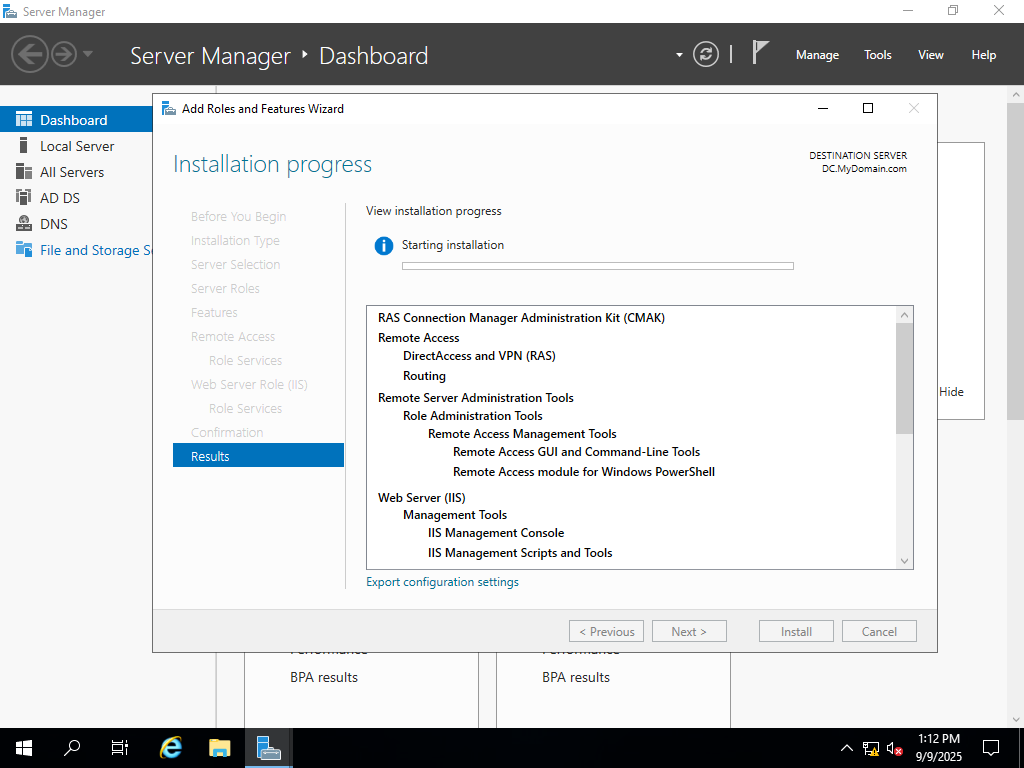 Server Manager
Server Manager ‣ Dashboard
Manage
Tools
View
Help
Dashboard
Local Server
All Servers
AD DS
DNS
File and Storage
Add Roles and Features Wizard
Installation progress
DESTINATION SERVER
DC.MyDomain.com
Before You Begin
Installation Type
Server Selection
Server Roles
Features
Remote Access
Role Services
Web Server Role (IIS)
Role Services
Confirmation
Results
View installation progress
Starting installation
RAS Connection Manager Administration Kit (CMAK)
Remote Access
DirectAccess and VPN (RAS)
Routing
Remote Server Administration Tools
Role Administration Tools
Remote Access Management Tools
Remote Access GUI and Command-Line Tools
Remote Access module for Windows PowerShell
Web Server (IIS)
Management Tools
IIS Management Console
IIS Management Scripts and Tools
Export configuration settings
< Previous
Next >
Install
Cancel
Hide
Performance
BPA results
Performance
BPA results
1:12 PM
9/9/2025